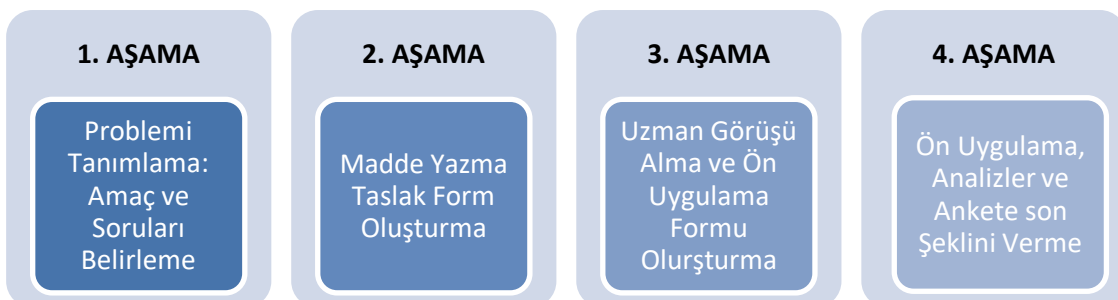 1. AŞAMA
Problemi
Tanımlama:
Amaç ve
Soruları
Belirleme
2. AŞAMA
Madde Yazma
Taslak Form
Oluşturma
3. AŞAMA
Uzman Görüşü
Alma ve Ön
Uygulama
Formu
Olurşturma
4. AŞAMA
Ön Uygulama,
Analizler ve
Ankete son
Şeklini Verme